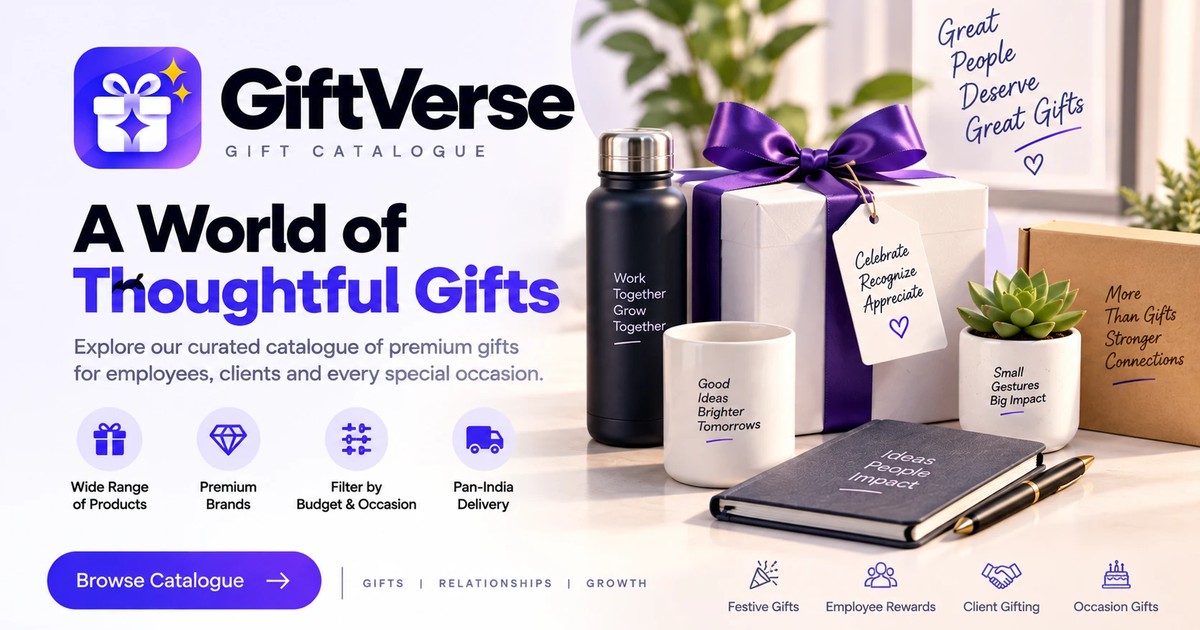 GiftVerse
GIFT CATALOGUE
A World of
Thoughtful Gifts
Explore our curated catalogue of premium gifts
for employees, clients and every special occasion.
Wide Range
of Products
Premium
Brands
Filter by
Budget & Occasion
Pan-India
Delivery
Browse Catalogue →
GIFTS | RELATIONSHIPS | GROWTH
Great
People
Deserve
Great Gifts
Work
Together
Grow
Together
Celebrate
Recognize
Appreciate
Good
Ideas
Brighter
Tomorrows
Small
Gestures
Big Impact
More
Than Gifts
Stronger
Connections
Ideas
People
Impact
Festive Gifts
Employee Rewards
Client Gifting
Occasion Gifts